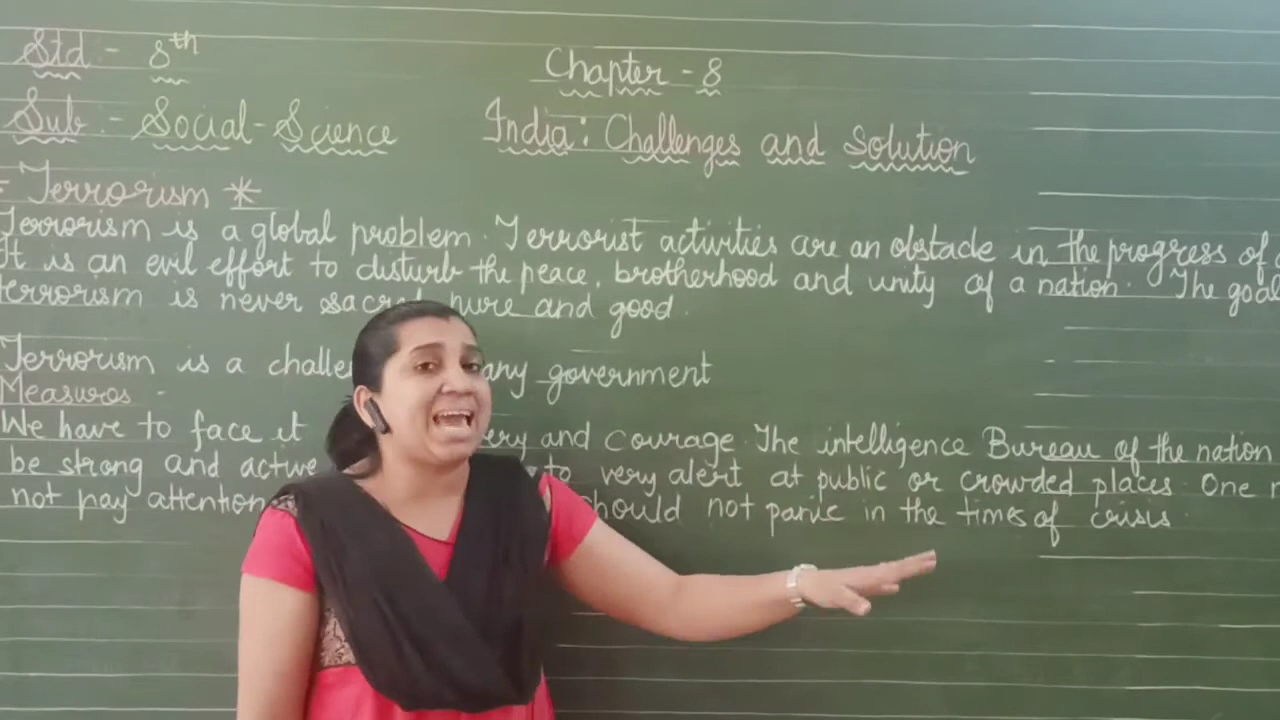 Std - 8th
Chapter - 8
Sub :- Social-Science
India: Challenges and Solution
Terrorism *
Terrorism is a global problem. Terrorist activities are an obstacle in the progress of
It is an evil effort to disturb the peace, brotherhood and unity of a nation. The goal
terrorism is never sacred pure and good.
Terrorism is a challe any government
Measures -
We have to face it ery and courage. The intelligence Bureau of the nation
be strong and active to very alert at public or crowded places. One
not pay attention should not panic in the times of crisis